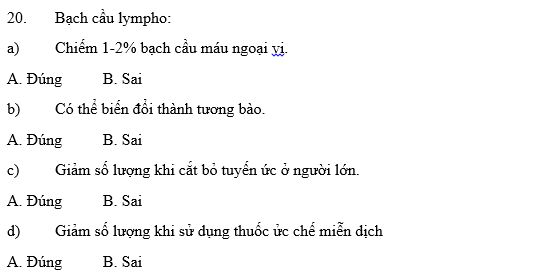 20. Bạch cầu lympho:
a) Chiếm 1-2% bạch cầu máu ngoại vi.
A. Đúng B. Sai
b) Có thể biến đổi thành tương bào.
A. Đúng B. Sai
c) Giảm số lượng khi cắt bỏ tuyến ức ở người lớn.
A. Đúng B. Sai
d) Giảm số lượng khi sử dụng thuốc ức chế miễn dịch
A. Đúng B. Sai